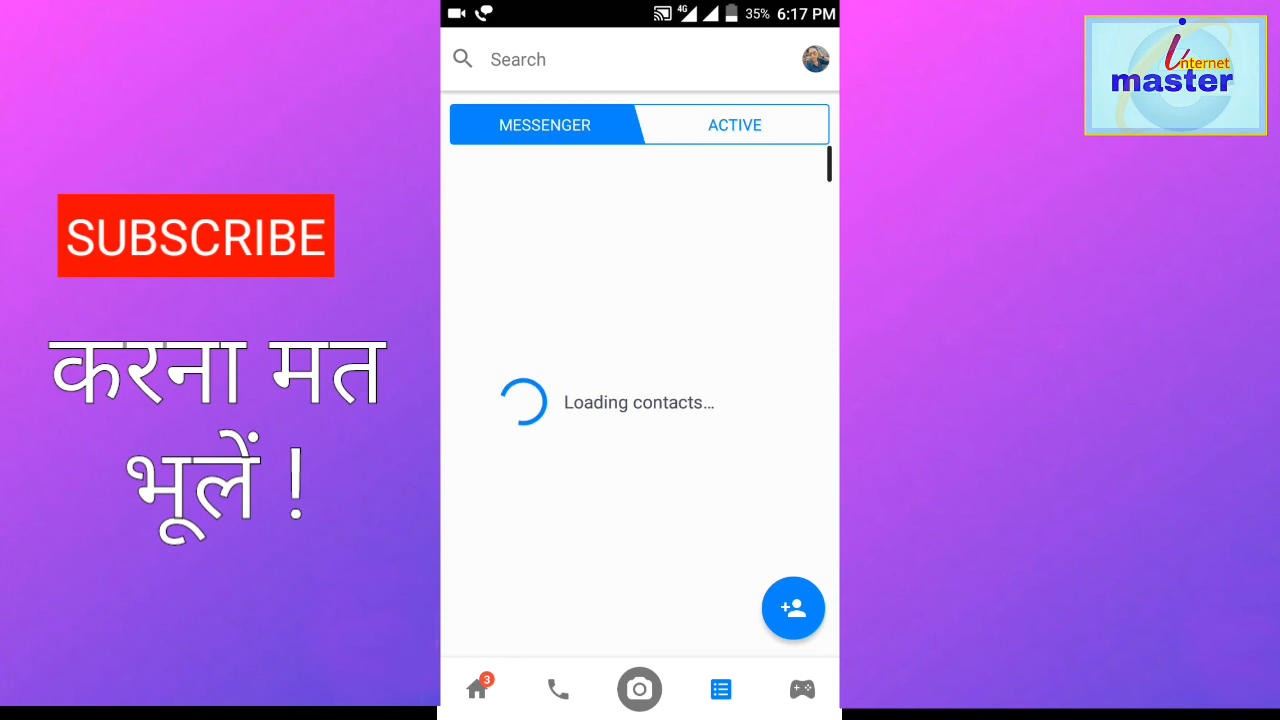 4G 35% 6:17 PM
Search
internet
master
MESSENGER
ACTIVE
SUBSCRIBE
करना मत
भूलें !
Loading contacts...
3